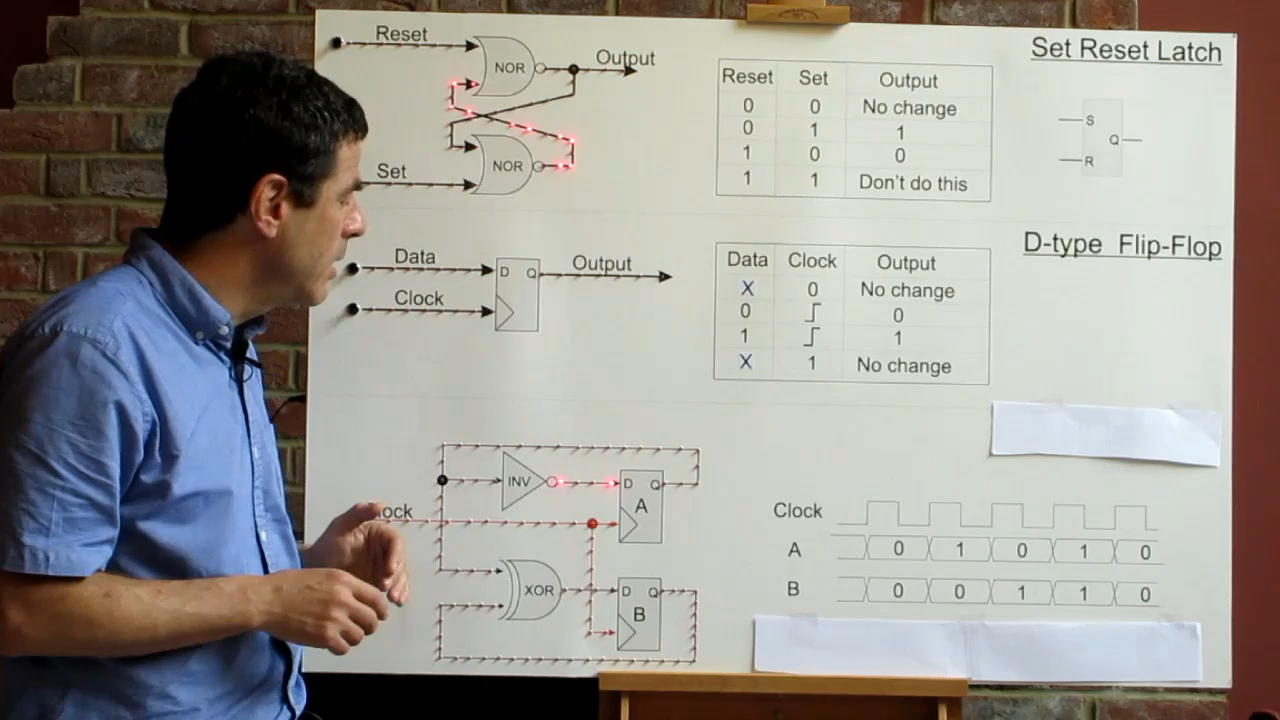 Set Reset Latch
Reset
NOR
Output
NOR
Set
Reset Set Output
0 0 No change
0 1 1
1 0 0
1 1 Don't do this
S
Q
R
D-type Flip-Flop
Data
Clock
D Q
Output
Data Clock Output
X 0 No change
0 0
1 1
X 1 No change
INV
D Q
A
lock
XOR
D Q
B
Clock
A 0 1 0 1 0
B 0 0 1 1 0